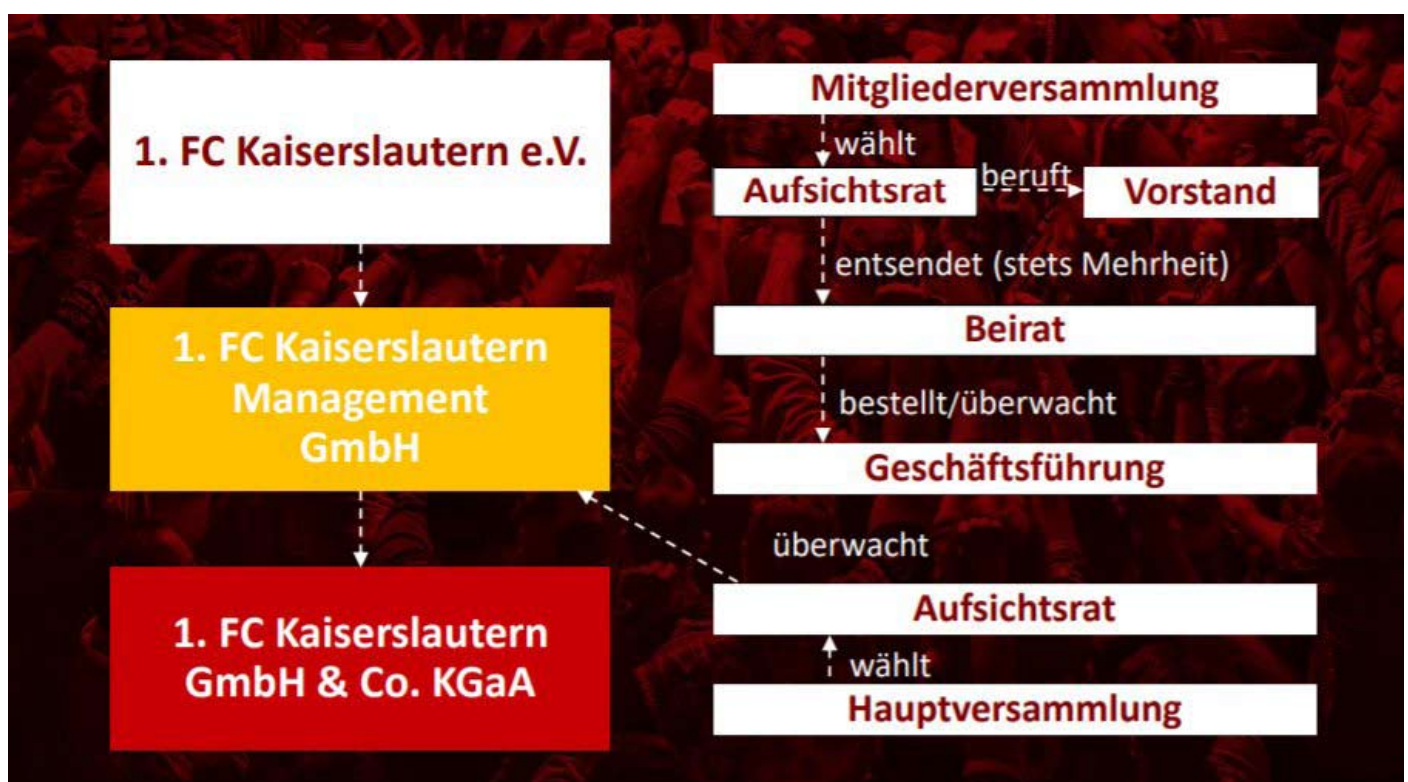 1. FC Kaiserslautern e.V.
1. FC Kaiserslautern
Management
GmbH
1. FC Kaiserslautern
GmbH & Co. KGaA
Mitgliederversammlung
wählt
Aufsichtsrat
beruft
Vorstand
entsendet (stets Mehrheit)
Beirat
bestellt/überwacht
Geschäftsführung
überwacht
Aufsichtsrat
wählt
Hauptversammlung